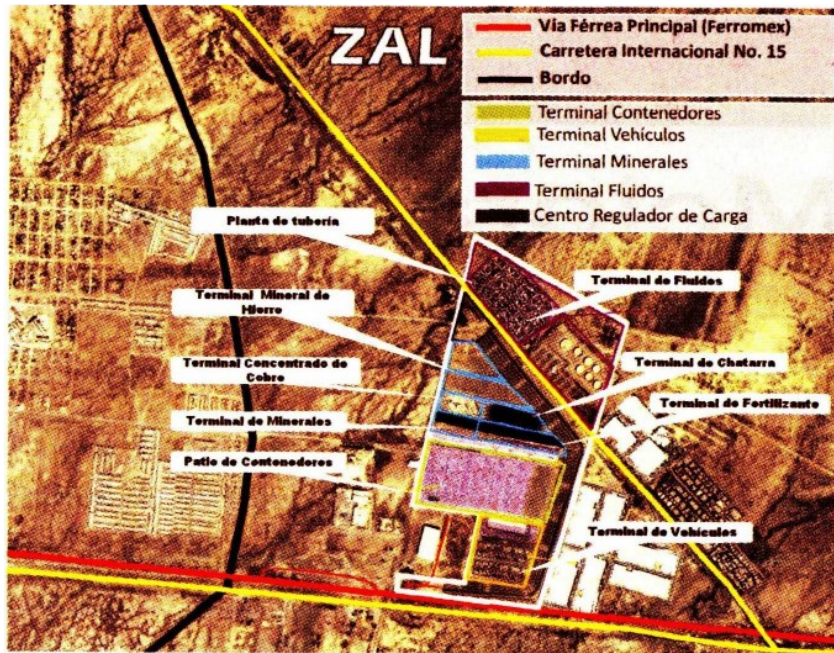 ZAL
Vía Férrea Principal (Ferromex)
Carretera Internacional No. 15
Bordo
Terminal Contenedores
Terminal Vehículos
Terminal Minerales
Terminal Fluidos
Centro Regulador de Carga
Planta de tubería
Terminal de Fluidos
Terminal Mineral de
Hierro
Terminal Concentrado de
Cobre
Terminal de Chatarra
Terminal de Fertilizante
Terminal de Minerales
Patio de Contenedores
Terminal de Vehículos